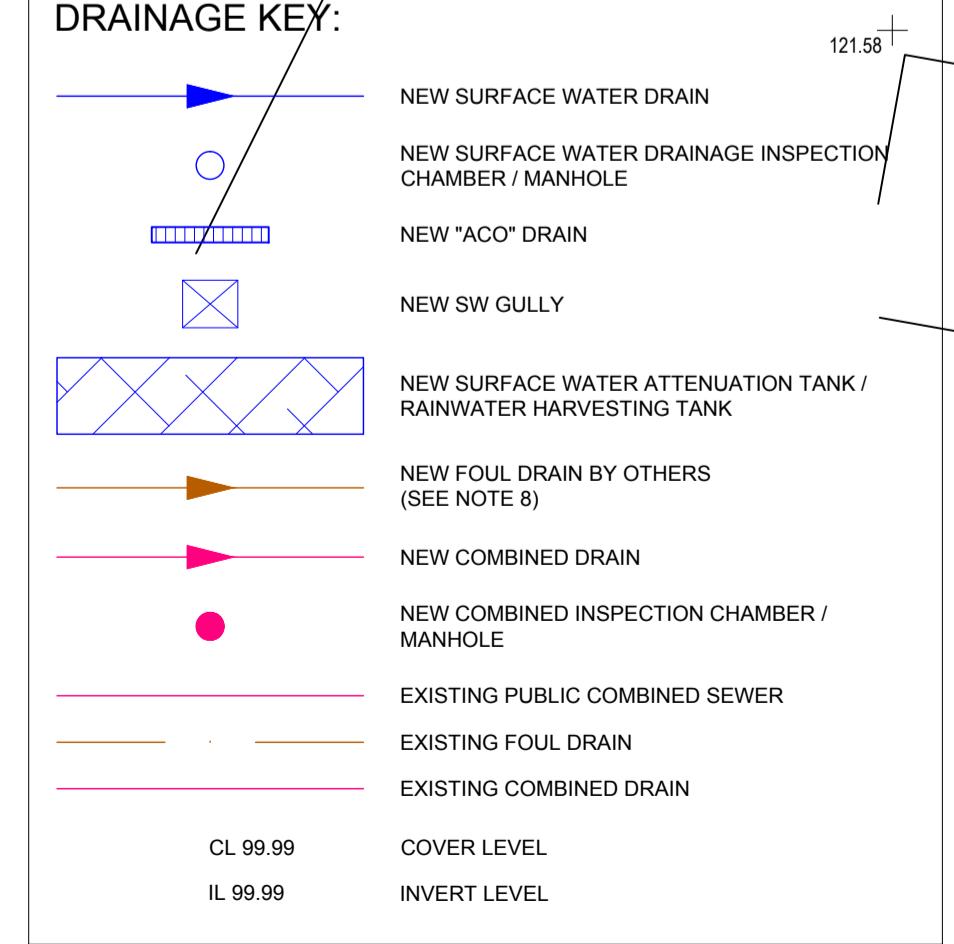 DRAINAGE KEY:
121.58
NEW SURFACE WATER DRAIN
NEW SURFACE WATER DRAINAGE INSPECTION
CHAMBER / MANHOLE
NEW "ACO" DRAIN
NEW SW GULLY
NEW SURFACE WATER ATTENUATION TANK /
RAINWATER HARVESTING TANK
NEW FOUL DRAIN BY OTHERS
(SEE NOTE 8)
NEW COMBINED DRAIN
NEW COMBINED INSPECTION CHAMBER /
MANHOLE
EXISTING PUBLIC COMBINED SEWER
EXISTING FOUL DRAIN
EXISTING COMBINED DRAIN
CL 99.99 COVER LEVEL
IL 99.99 INVERT LEVEL